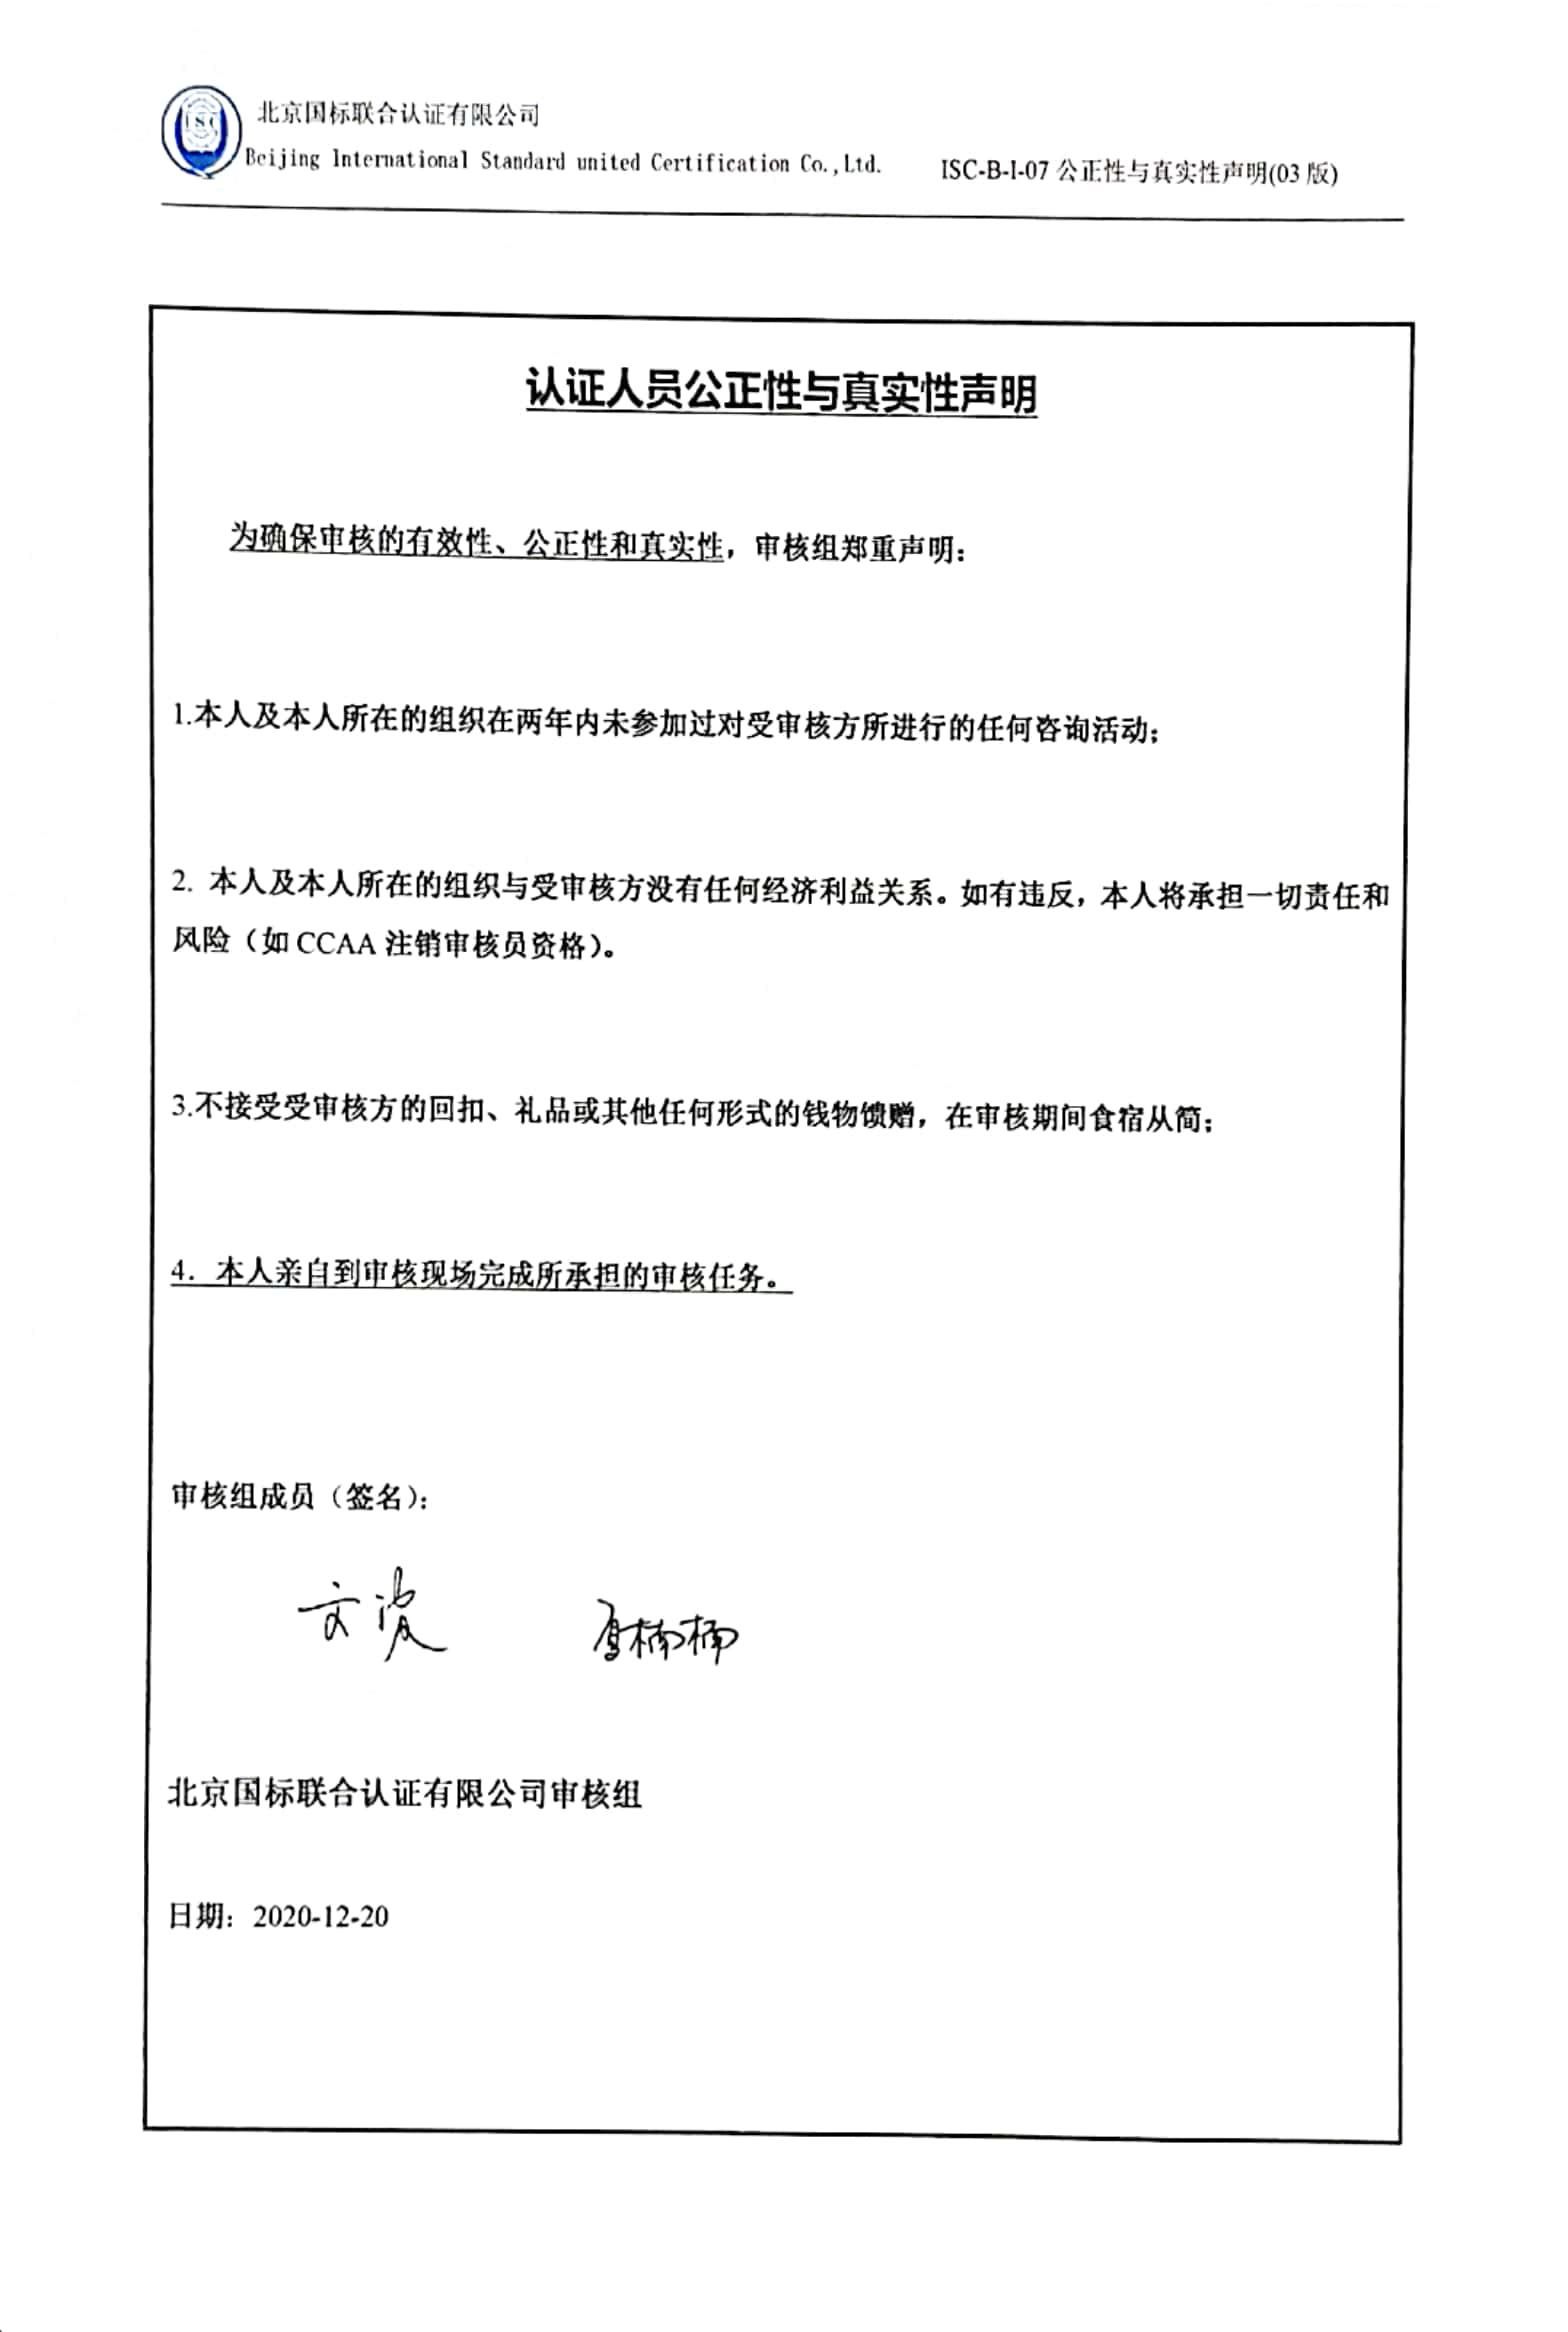 ISC
北京国标联合认证有限公司
Beijing International Standard united Certification Co.,Ltd.
ISC-B-I-07 公正性与真实性声明(03 版)
认证人员公正性与真实性声明
为确保审核的有效性、公正性和真实性，审核组郑重声明：
1.本人及本人所在的组织在两年内未参加过对受审核方所进行的任何咨询活动；
2. 本人及本人所在的组织与受审核方没有任何经济利益关系。如有违反，本人将承担一切责任和
风险（如 CCAA 注销审核员资格）。
3.不接受受审核方的回扣、礼品或其他任何形式的钱物馈赠，在审核期间食宿从简；
4. 本人亲自到审核现场完成所承担的审核任务。
审核组成员（签名）：
文波
楠楠
北京国标联合认证有限公司审核组
日期：2020-12-20